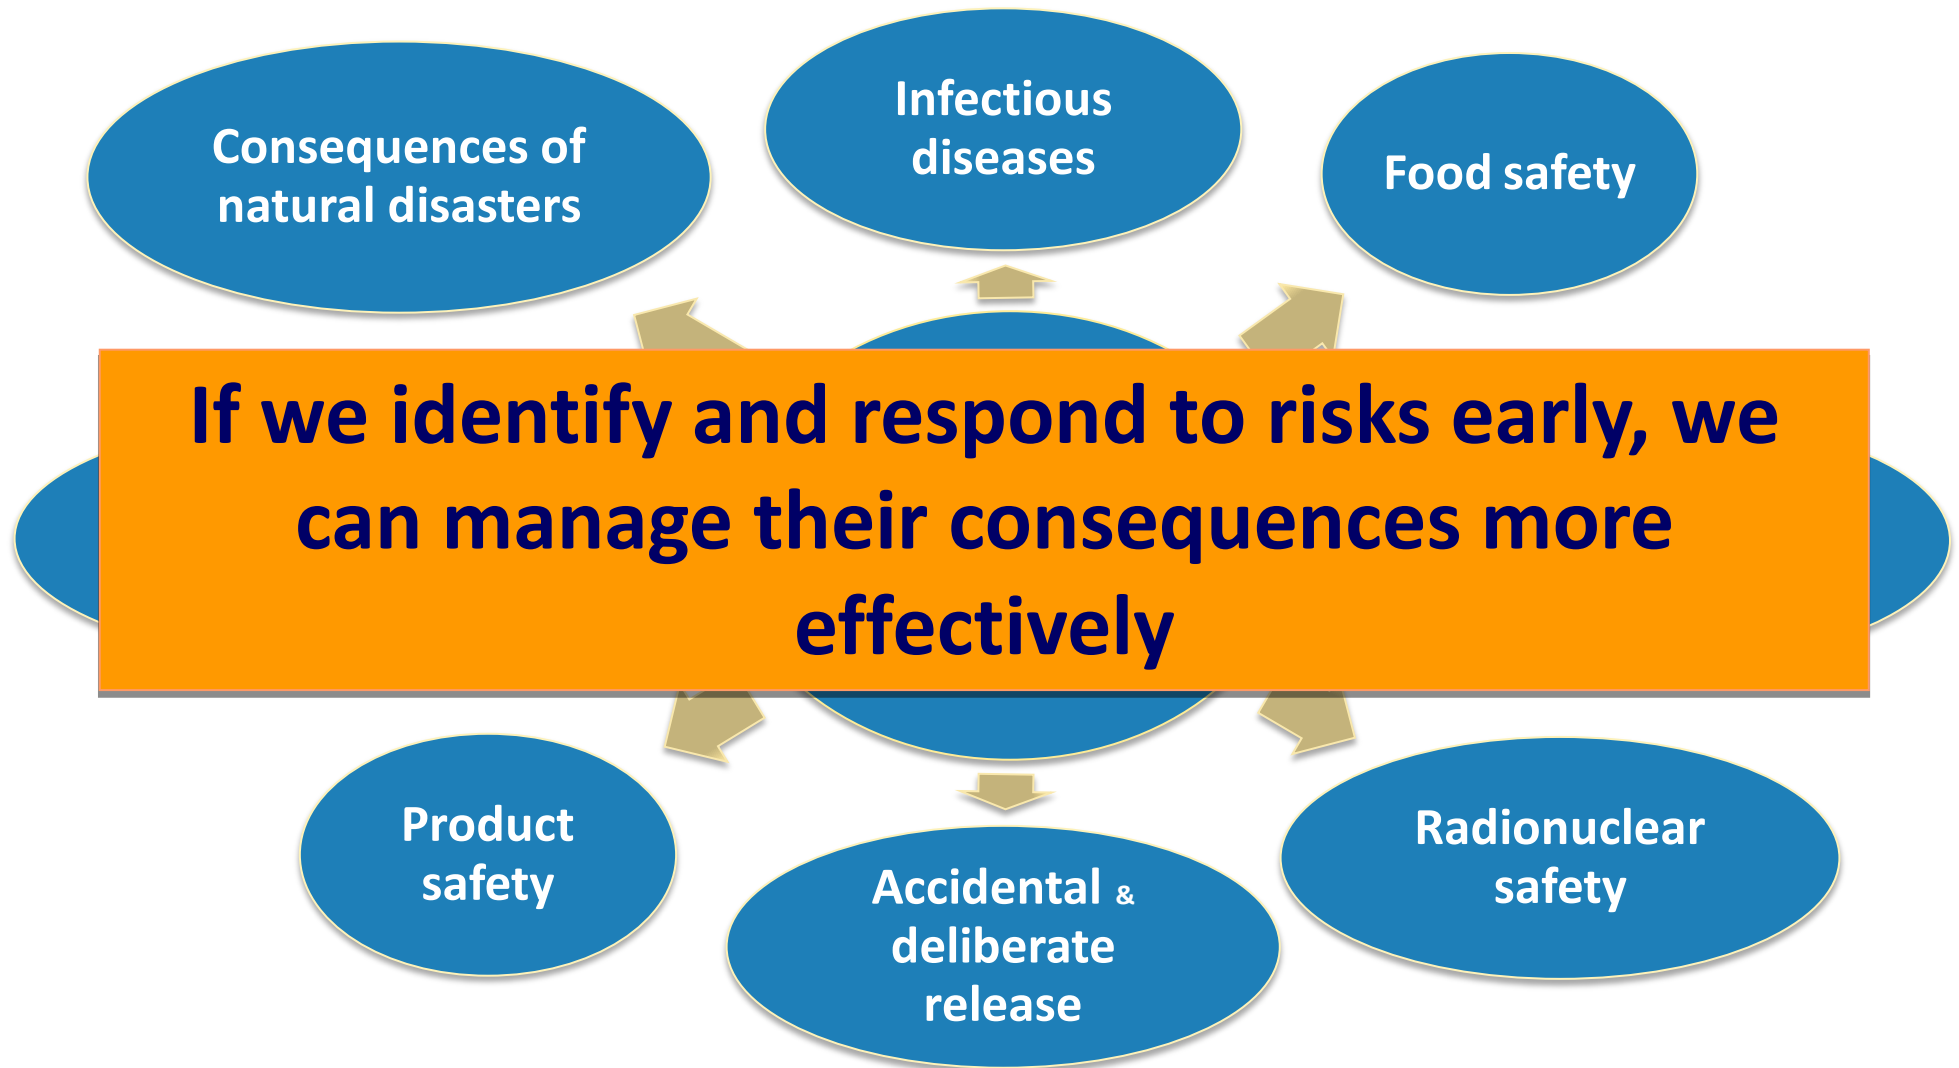 Consequences of
natural disasters
Infectious
diseases
Food safety
If we identify and respond to risks early, we
can manage their consequences more
effectively
Product
safety
Accidental &
deliberate
release
Radionuclear
safety